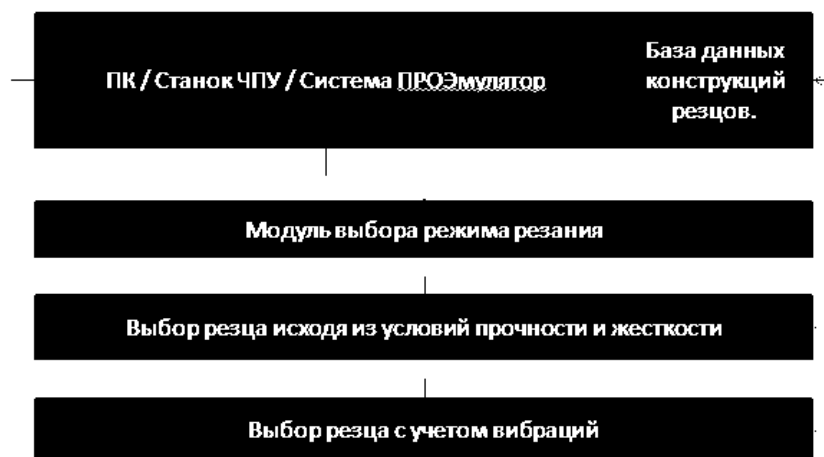 ПК / Станок ЧПУ / Система ПРОЭмулятор
База данных
конструкций
резцов.
Модуль выбора режима резания
Выбор резца исходя из условий прочности и жесткости
Выбор резца с учетом вибраций